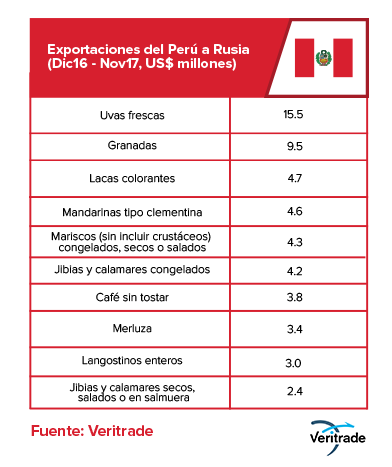 Exportaciones del Perú a Rusia
(Dic16 - Nov17, US$ millones)
Uvas frescas 15.5
Granadas 9.5
Lacas colorantes 4.7
Mandarinas tipo clementina 4.6
Mariscos (sin incluir crustáceos)
congelados, secos o salados 4.3
Jibias y calamares congelados 4.2
Café sin tostar 3.8
Merluza 3.4
Langostinos enteros 3.0
Jibias y calamares secos,
salados o en salmuera 2.4
Fuente: Veritrade
Veritrade